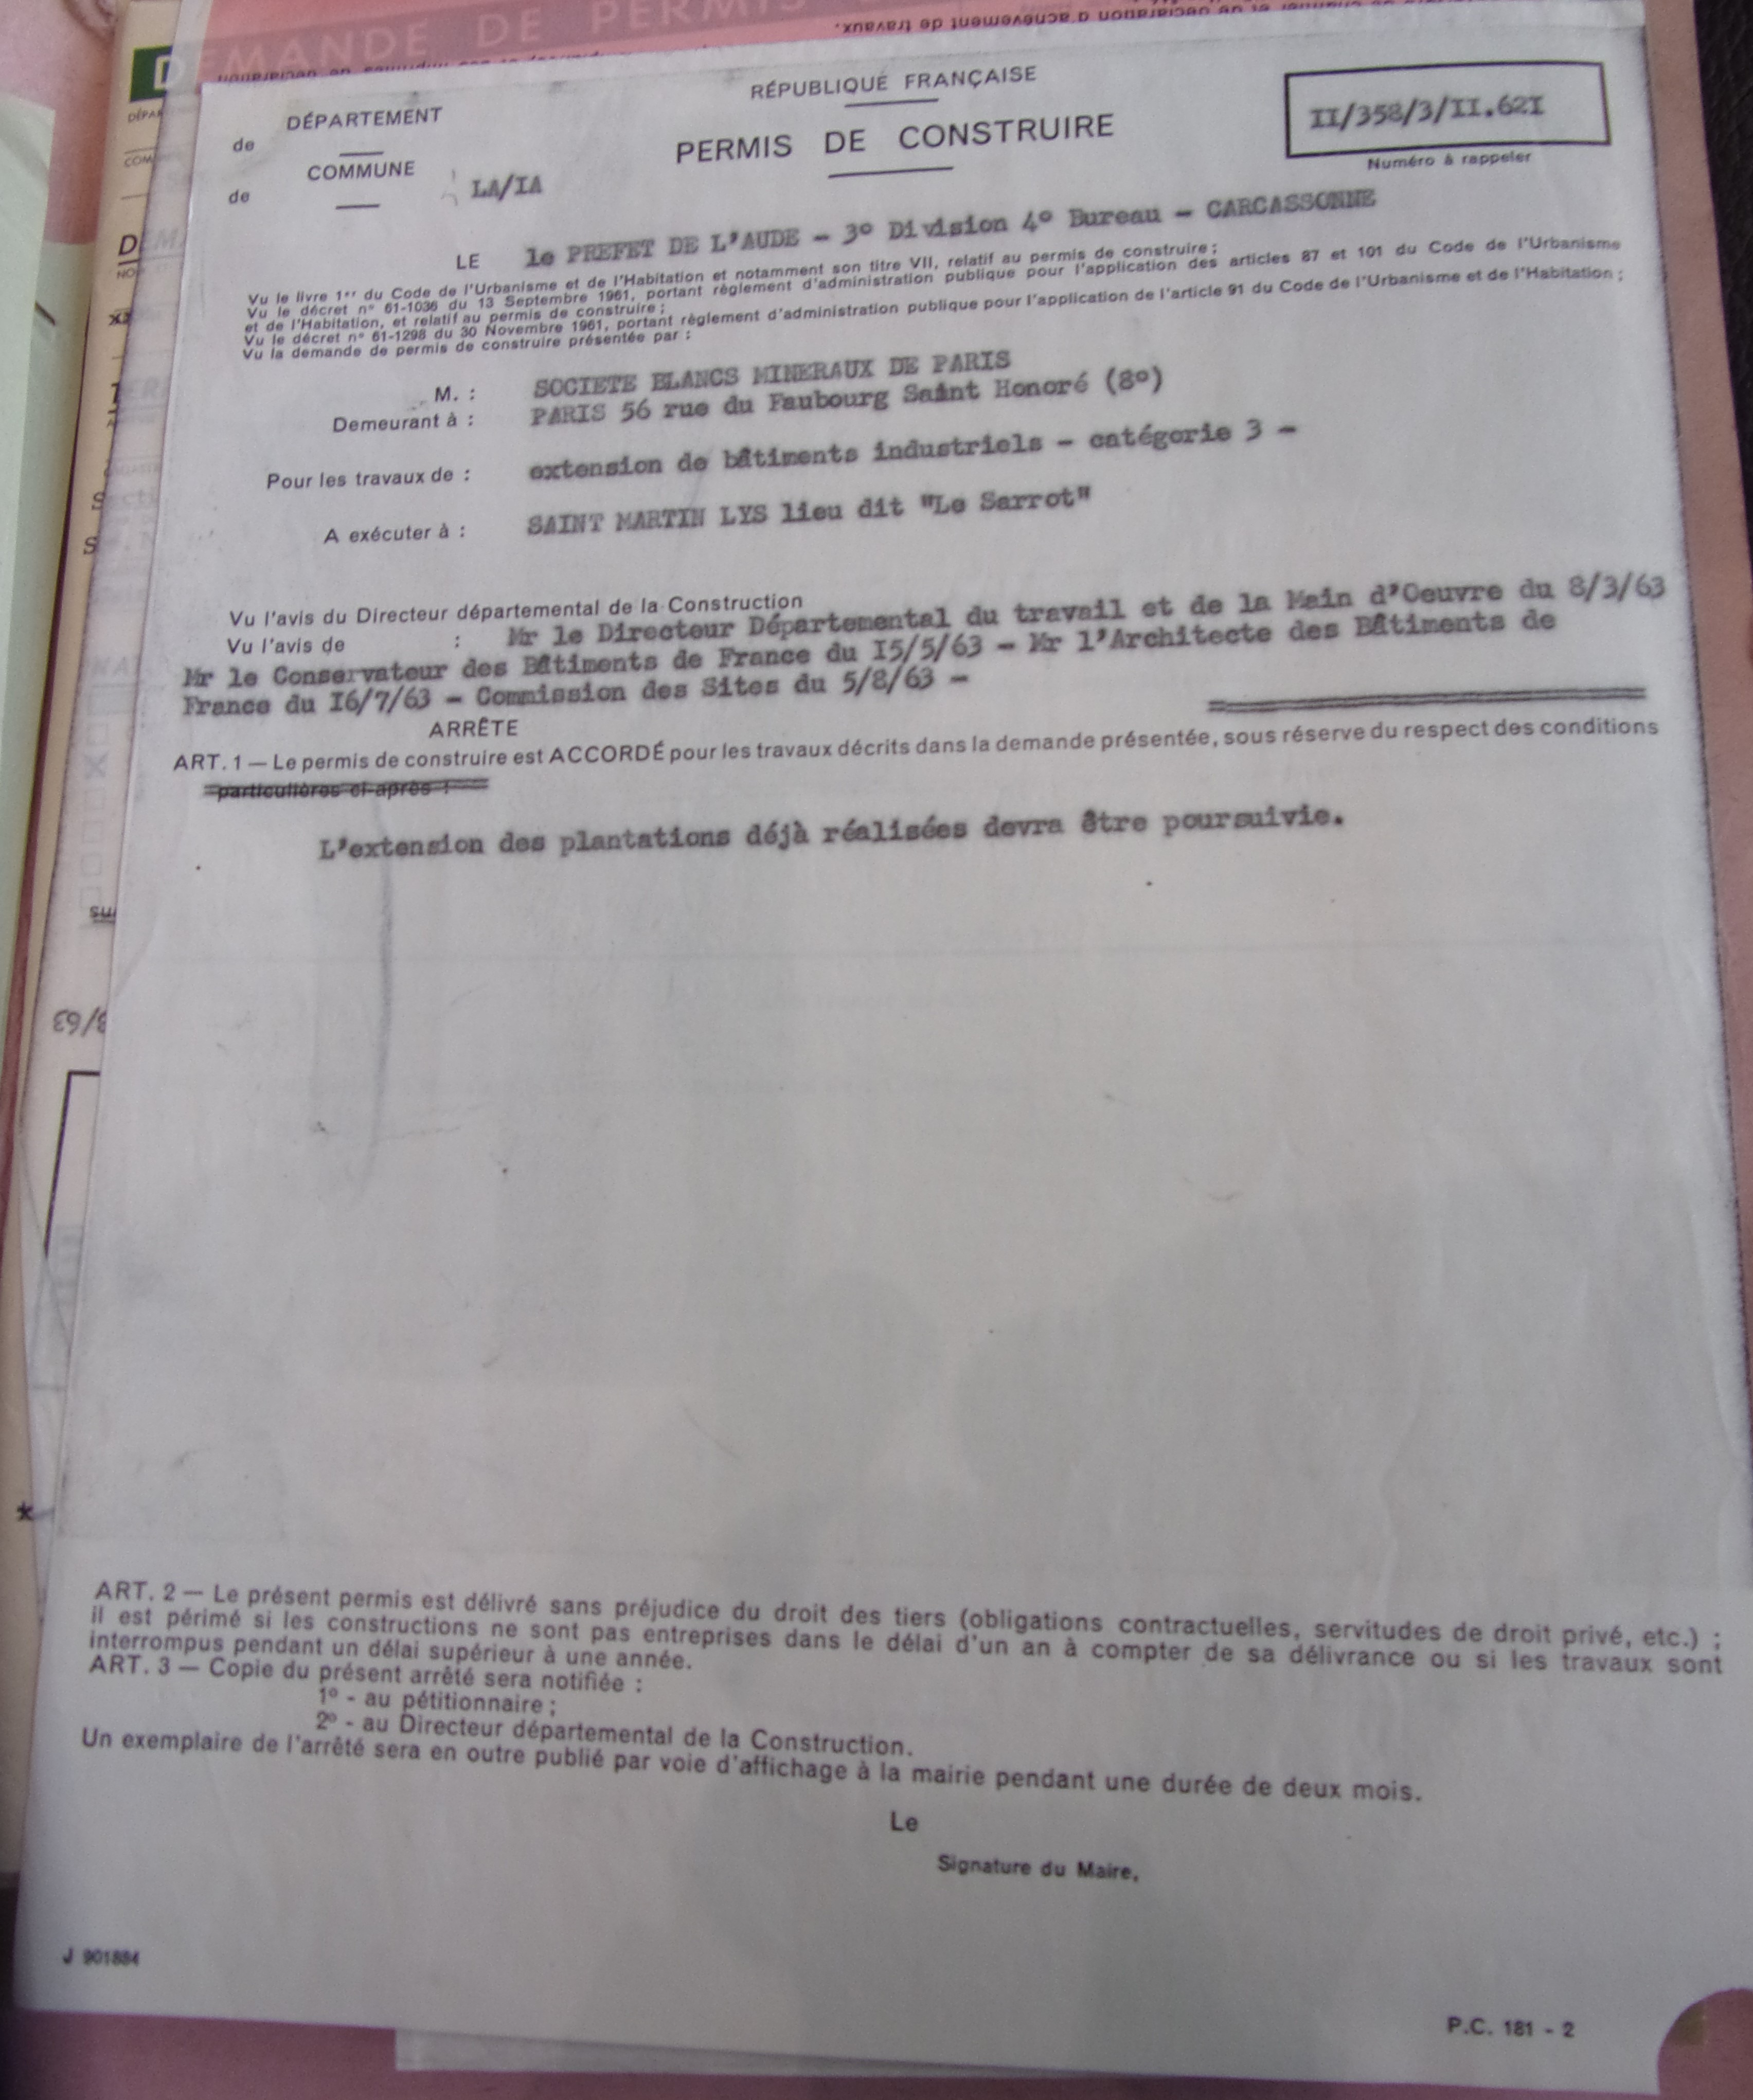 DEMANDE DE PERMIS
déclaration d'achèvement de travaux.
RÉPUBLIQUE FRANÇAISE
PERMIS DE CONSTRUIRE
II/358/3/II.62I
Numéro à rappeler
DÉPARTEMENT
de
COMMUNE
de
LA/IA
LE le PREFET DE L'AUDE - 3° Division 4° Bureau - CARCASSONNE
Vu le livre 1er du Code de l'Urbanisme et de l'Habitation et notamment son titre VII, relatif au permis de construire ;
Vu le décret n° 61-1036 du 13 Septembre 1961, portant règlement d'administration publique pour l'application des articles 87 et 101 du Code de l'Urbanisme
et de l'Habitation, et relatif au permis de construire ;
Vu le décret n° 61-1298 du 30 Novembre 1961, portant règlement d'administration publique pour l'application de l'article 91 du Code de l'Urbanisme et de l'Habitation ;
Vu la demande de permis de construire présentée par :
M. : SOCIETE BLANCS MINERAUX DE PARIS
Demeurant à : PARIS 56 rue du Faubourg Saint Honoré (8°)
Pour les travaux de : extension de bâtiments industriels - catégorie 3 -
A exécuter à : SAINT MARTIN LYS lieu dit "Le Sarrot"
Vu l'avis du Directeur départemental de la Construction
Vu l'avis de : Mr le Directeur Départemental du travail et de la Main d'Oeuvre du 8/3/63
Mr le Conservateur des Bâtiments de France du I5/5/63 - Mr l'Architecte des Bâtiments de
France du I6/7/63 - Commission des Sites du 5/8/63 -
ARRÊTE
ART. 1 — Le permis de construire est ACCORDÉ pour les travaux décrits dans la demande présentée, sous réserve du respect des conditions
particulières ci-après :
L'extension des plantations déjà réalisées devra être poursuivie.
3/63
ART. 2 — Le présent permis est délivré sans préjudice du droit des tiers (obligations contractuelles, servitudes de droit privé, etc.) ;
il est périmé si les constructions ne sont pas entreprises dans le délai d'un an à compter de sa délivrance ou si les travaux sont
interrompus pendant un délai supérieur à une année.
ART. 3 — Copie du présent arrêté sera notifiée :
1° - au pétitionnaire ;
2° - au Directeur départemental de la Construction.
Un exemplaire de l'arrêté sera en outre publié par voie d'affichage à la mairie pendant une durée de deux mois.
Le
Signature du Maire,
J 901884
P.C. 181 - 2